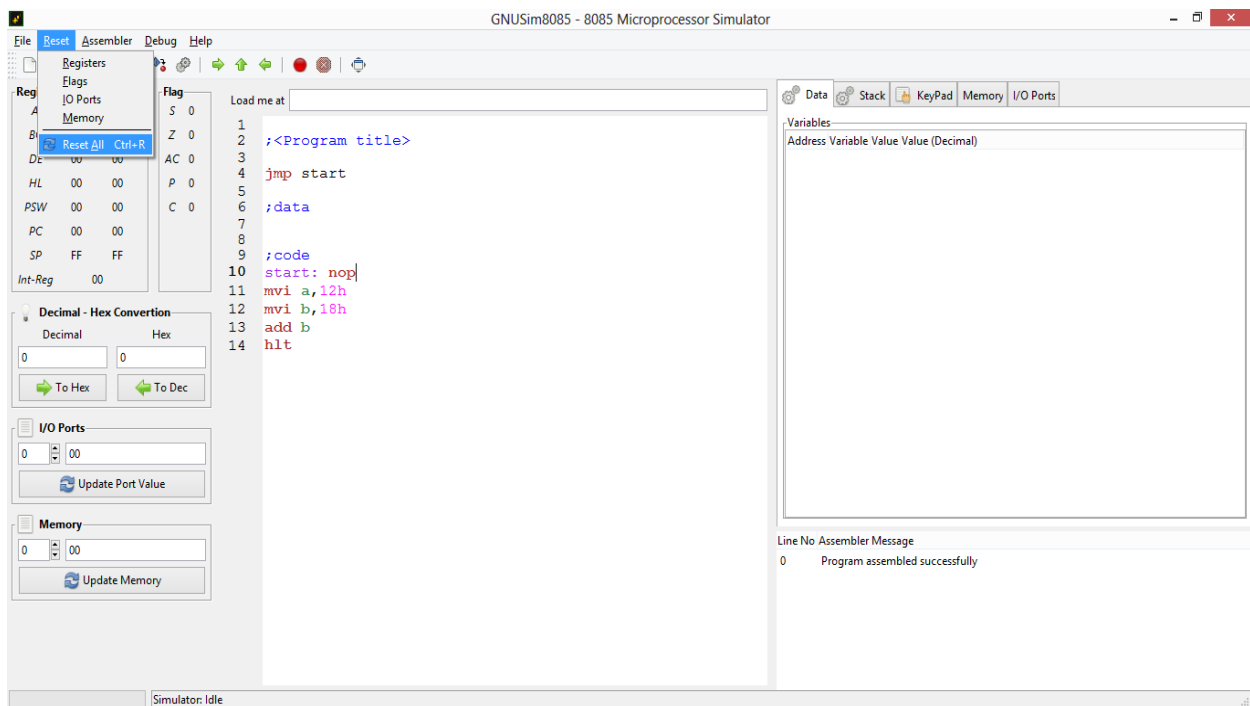 GNUSim8085 - 8085 Microprocessor Simulator
File Reset Assembler Debug Help
Registers
Flags
IO Ports
Memory
Reset All Ctrl+R
A
DE 00 00
HL 00 00
PSW 00 00
PC 00 00
SP FF FF
Int-Reg 00
Flag
S 0
Z 0
AC 0
P 0
C 0
Decimal - Hex Convertion
Decimal Hex
0 0
To Hex To Dec
I/O Ports
0 00
Update Port Value
Memory
0 00
Update Memory
Load me at
1
2 ;<Program title>
3
4 jmp start
5
6 ;data
7
8
9 ;code
10 start: nop
11 mvi a,12h
12 mvi b,18h
13 add b
14 hlt
Data Stack KeyPad Memory I/O Ports
Variables
Address Variable Value Value (Decimal)
Line No Assembler Message
0 Program assembled successfully
Simulator: Idle